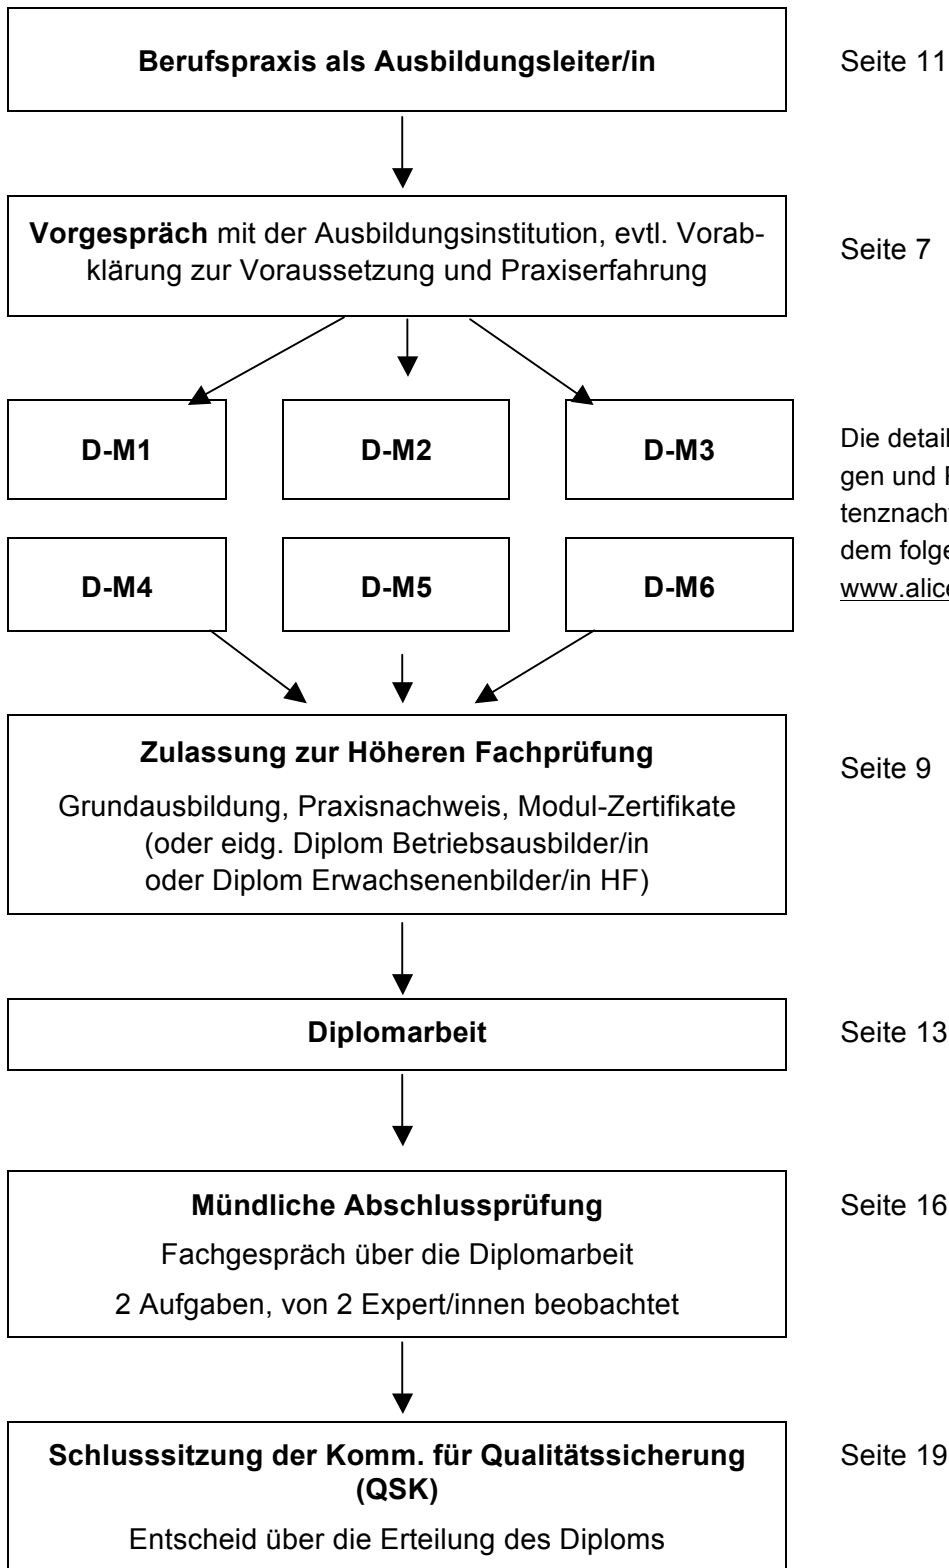 Berufspraxis als Ausbildungsleiter/in
Seite 11
Vorgespräch mit der Ausbildungsinstitution, evtl. Vorab-
klärung zur Voraussetzung und Praxiserfahrung
Seite 7
D-M1
D-M2
D-M3
Die detail
gen und
tenznach
dem folge
www.alic
D-M4
D-M5
D-M6
Zulassung zur Höheren Fachprüfung
Grundausbildung, Praxisnachweis, Modul-Zertifikate
(oder eidg. Diplom Betriebsausbilder/in
oder Diplom Erwachsenenbilder/in HF)
Seite 9
Diplomarbeit
Seite 13
Mündliche Abschlussprüfung
Seite 16
Fachgespräch über die Diplomarbeit
2 Aufgaben, von 2 Expert/innen beobachtet
Schlusssitzung der Komm. für Qualitätssicherung
(QSK)
Seite 19
Entscheid über die Erteilung des Diploms